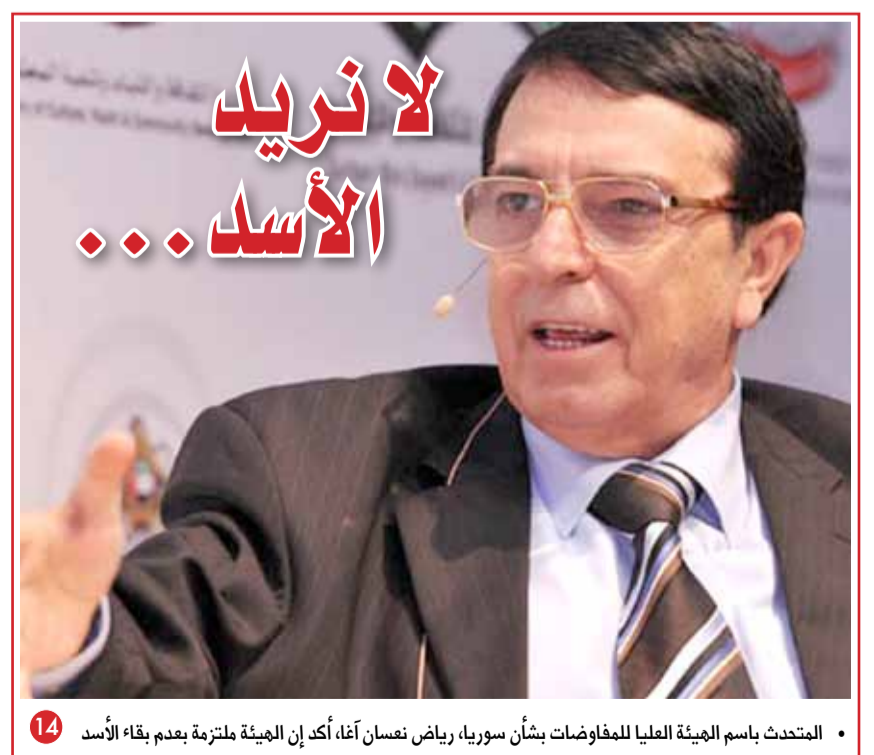 لا نريد
الأسد...
• المتحدث باسم الهيئة العليا للمفاوضات بشأن سوريا، رياض نعسان آغا، أكد إن الهيئة ملتزمة بعدم بقاء الأسد
14